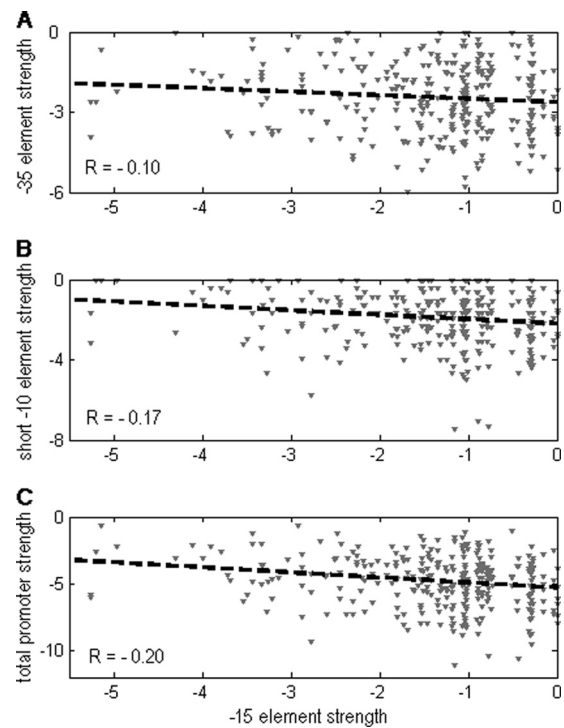 A
0
-3
-6
-35 element strength
R = - 0.10
-5 -4 -3 -2 -1 0
B
0
-4
-8
short -10 element strength
R = - 0.17
-5 -4 -3 -2 -1 0
C
0
-5
-10
total promoter strength
R = - 0.20
-5 -4 -3 -2 -1 0
-15 element strength